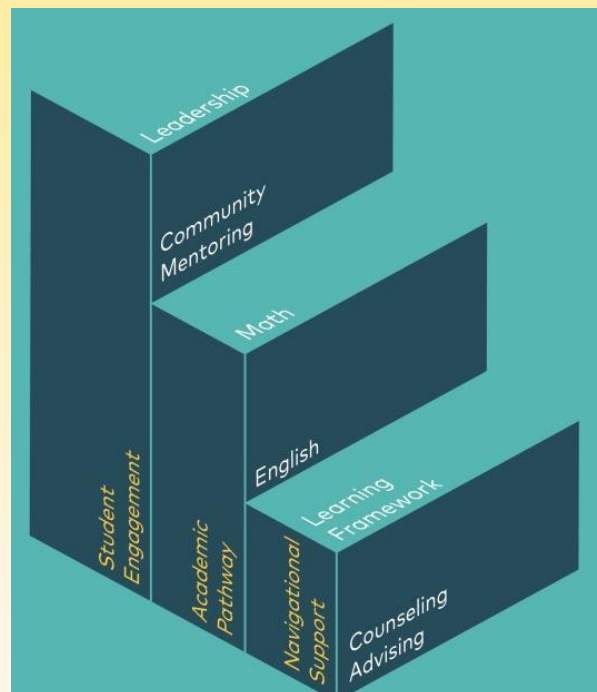 Leadership
Community
Mentoring
Math
English
Learning
Framework
Counseling
Advising
Student
Engagement
Academic
Pathway
Navigational
Support